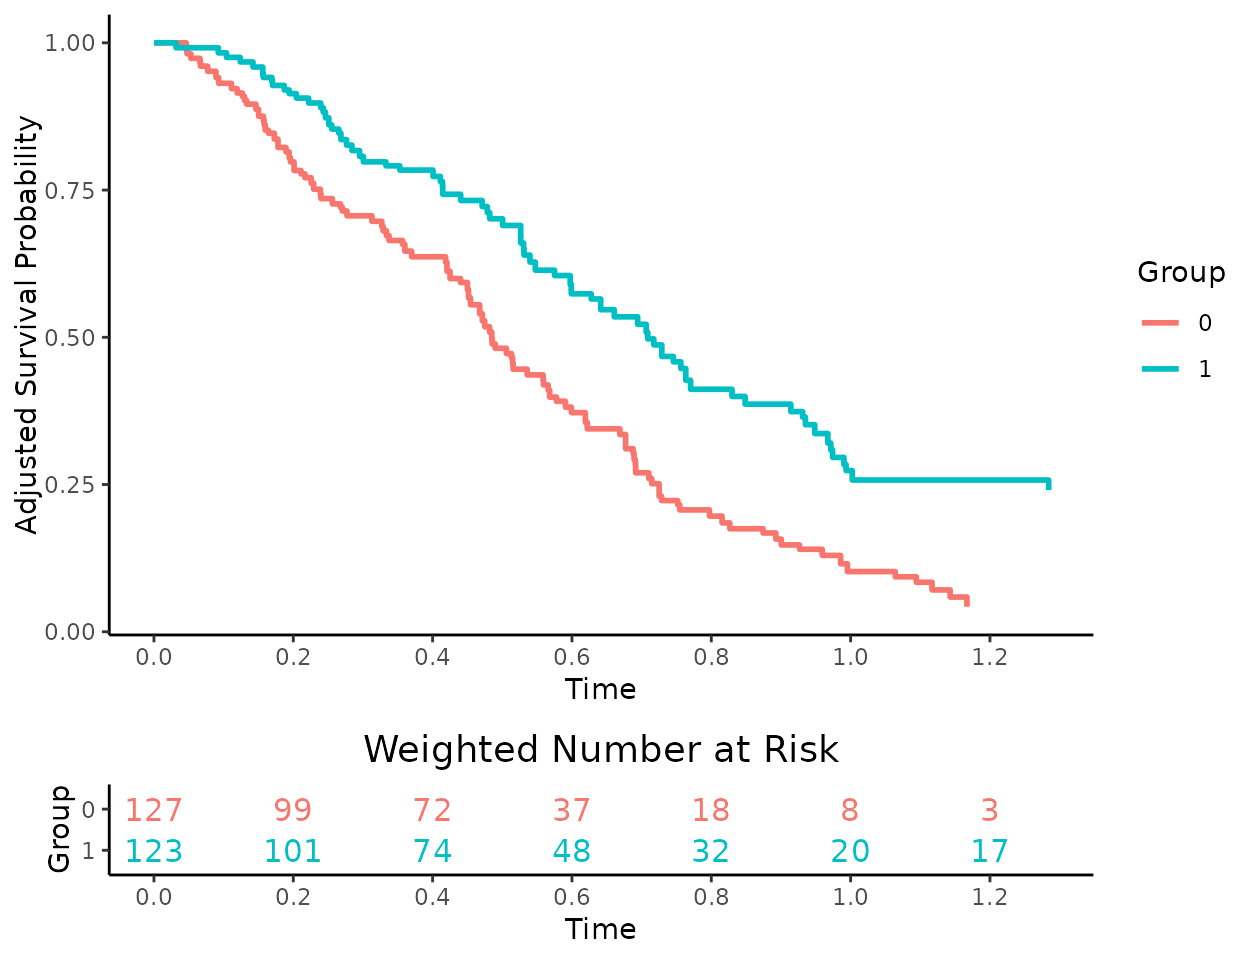 1.00
0.75
0.50
0.25
0.00
Adjusted Survival Probability
0.0 0.2 0.4 0.6 0.8 1.0 1.2
Time
Group
0
1
Weighted Number at Risk
Group
0 127 99 72 37 18 8 3
1 123 101 74 48 32 20 17
0.0 0.2 0.4 0.6 0.8 1.0 1.2
Time